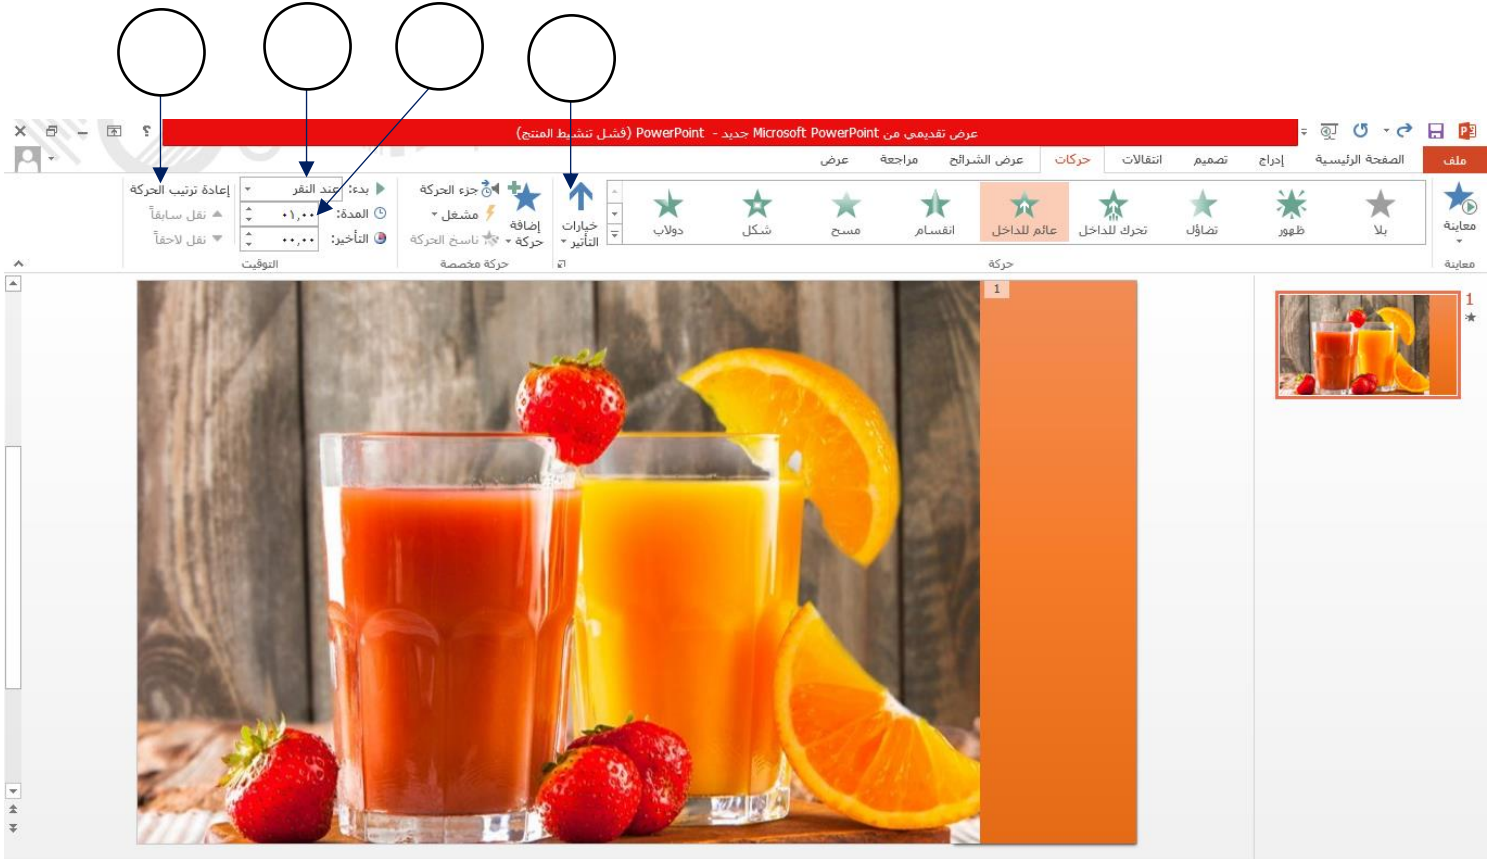 عرض تقديمي من Microsoft PowerPoint جديد - PowerPoint (فشل تنشيط المنتج)
ملف الصفحة الرئيسية إدراج تصميم انتقالات حركات عرض الشرائح مراجعة عرض
معاينة
بلا ظهور تضاؤل تحرك للداخل عائم للداخل انقسام مسح شكل دولاب
خيارات التأثير
إضافة حركة
جزء الحركة
مشغل
ناسخ الحركة
بدء: عند النقر
المدة: ٠١,٠٠
التأخير: ٠٠,٠٠
إعادة ترتيب الحركة
نقل سابقاً
نقل لاحقاً
معاينة حركة حركة مخصصة التوقيت
1
1